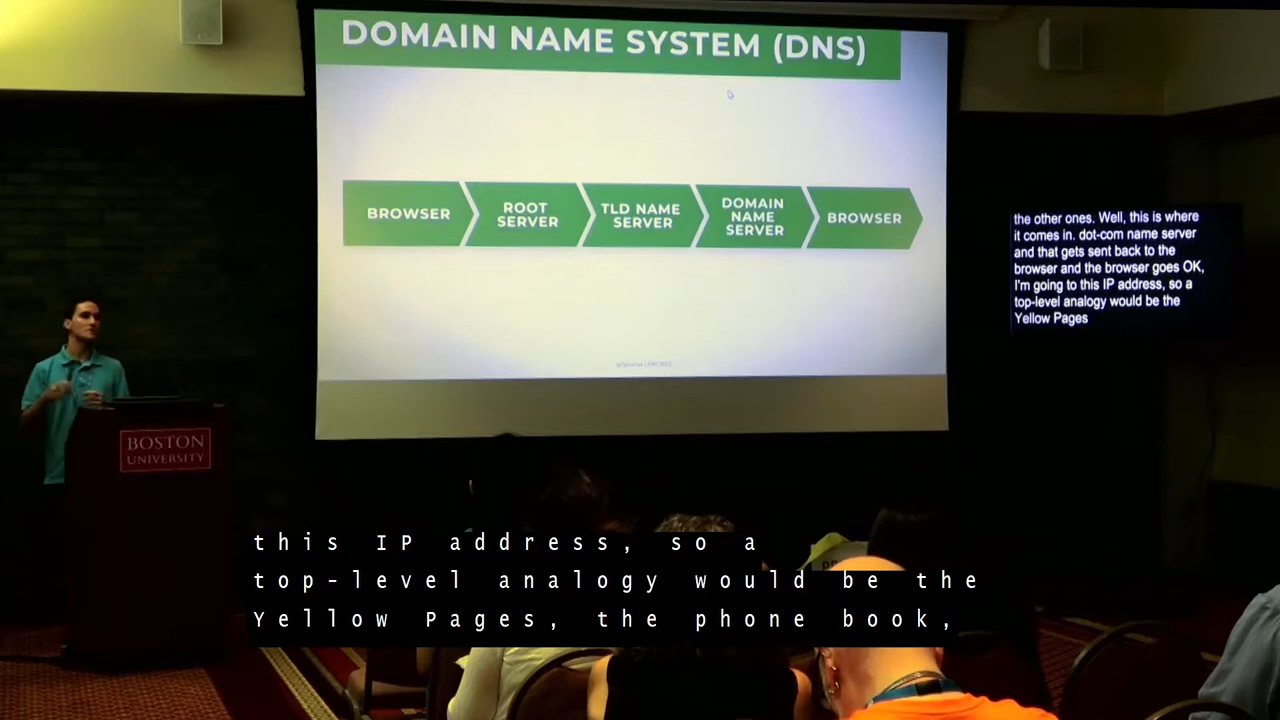 DOMAIN NAME SYSTEM (DNS)
BROWSER
ROOT
SERVER
TLD NAME
SERVER
DOMAIN
NAME
SERVER
BROWSER
the other ones. Well, this is where
it comes in. dot-com name server
and that gets sent back to the
browser and the browser goes OK,
I'm going to this IP address, so a
top-level analogy would be the
Yellow Pages
BOSTON
UNIVERSITY
this IP address, so a
top-level analogy would be the
Yellow Pages, the phone book,